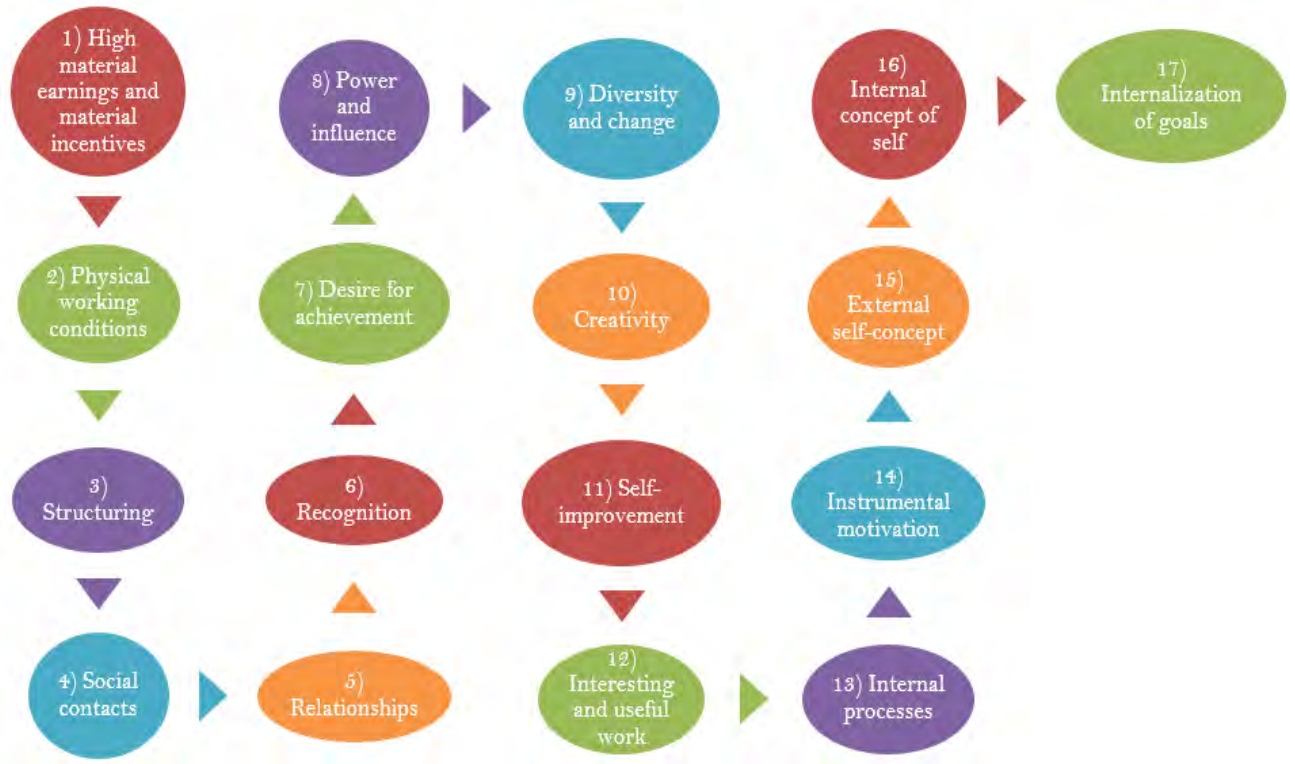 1) High
material
earnings and
material
incentives
2) Physical
working
conditions
3)
Structuring
4) Social
contacts
5)
Relationships
6)
Recognition
7) Desire for
achievement
8) Power
and
influence
9) Diversity
and change
10)
Creativity
11) Self-
improvement
12)
Interesting
and useful
work
13) Internal
processes
14)
Instrumental
motivation
15)
External
self-concept
16)
Internal
concept of
self
17)
Internalization
of goals